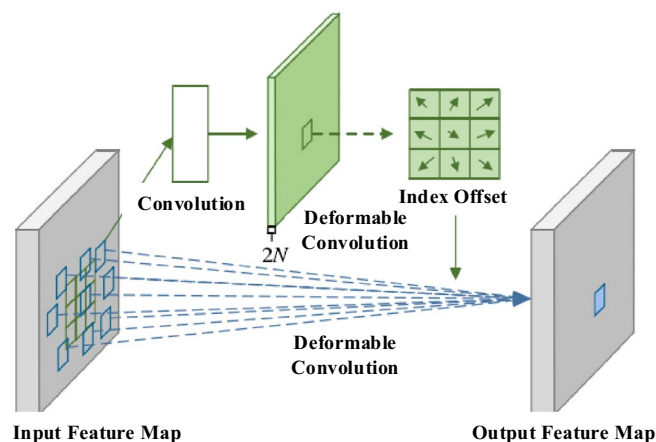 Convolution
Deformable
Convolution
Index Offset
2N
Deformable
Convolution
Input Feature Map
Output Feature Map